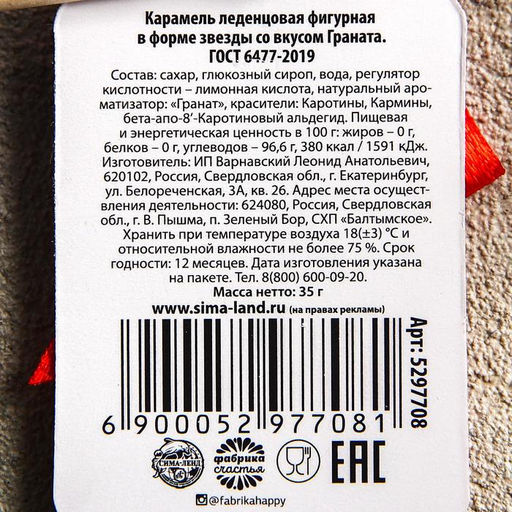 Карамель леденцовая фигурная
в форме звезды со вкусом Граната.
ГОСТ 6477-2019
Состав: сахар, глюкозный сироп, вода, регулятор
кислотности – лимонная кислота, натуральный аро-
матизатор: «Гранат», красители: Каротины, Кармины,
бета-апо-8'-Каротиновый альдегид. Пищевая
и энергетическая ценность в 100 г: жиров – 0 г,
белков – 0 г, углеводов – 96,6 г, 380 ккал / 1591 кДж.
Изготовитель: ИП Варнавский Леонид Анатольевич,
620102, Россия, Свердловская обл., г. Екатеринбург,
ул. Белореченская, 3А, кв. 26. Адрес места осущест-
вления деятельности: 624080, Россия, Свердловская
обл., г. В. Пышма, п. Зеленый Бор, СХП «Балтымское».
Хранить при температуре воздуха 18(±3) °С и
относительной влажности не более 75 %. Срок
годности: 12 месяцев. Дата изготовления указана
на пакете. Тел. 8(800) 600-09-20.
Масса нетто: 35 г
www.sima-land.ru (на правах рекламы)
Арт: 5297708
6 900052 977081
СИМА-ЛЕНД
фабрика
счастья
EAC
@fabrikahappy